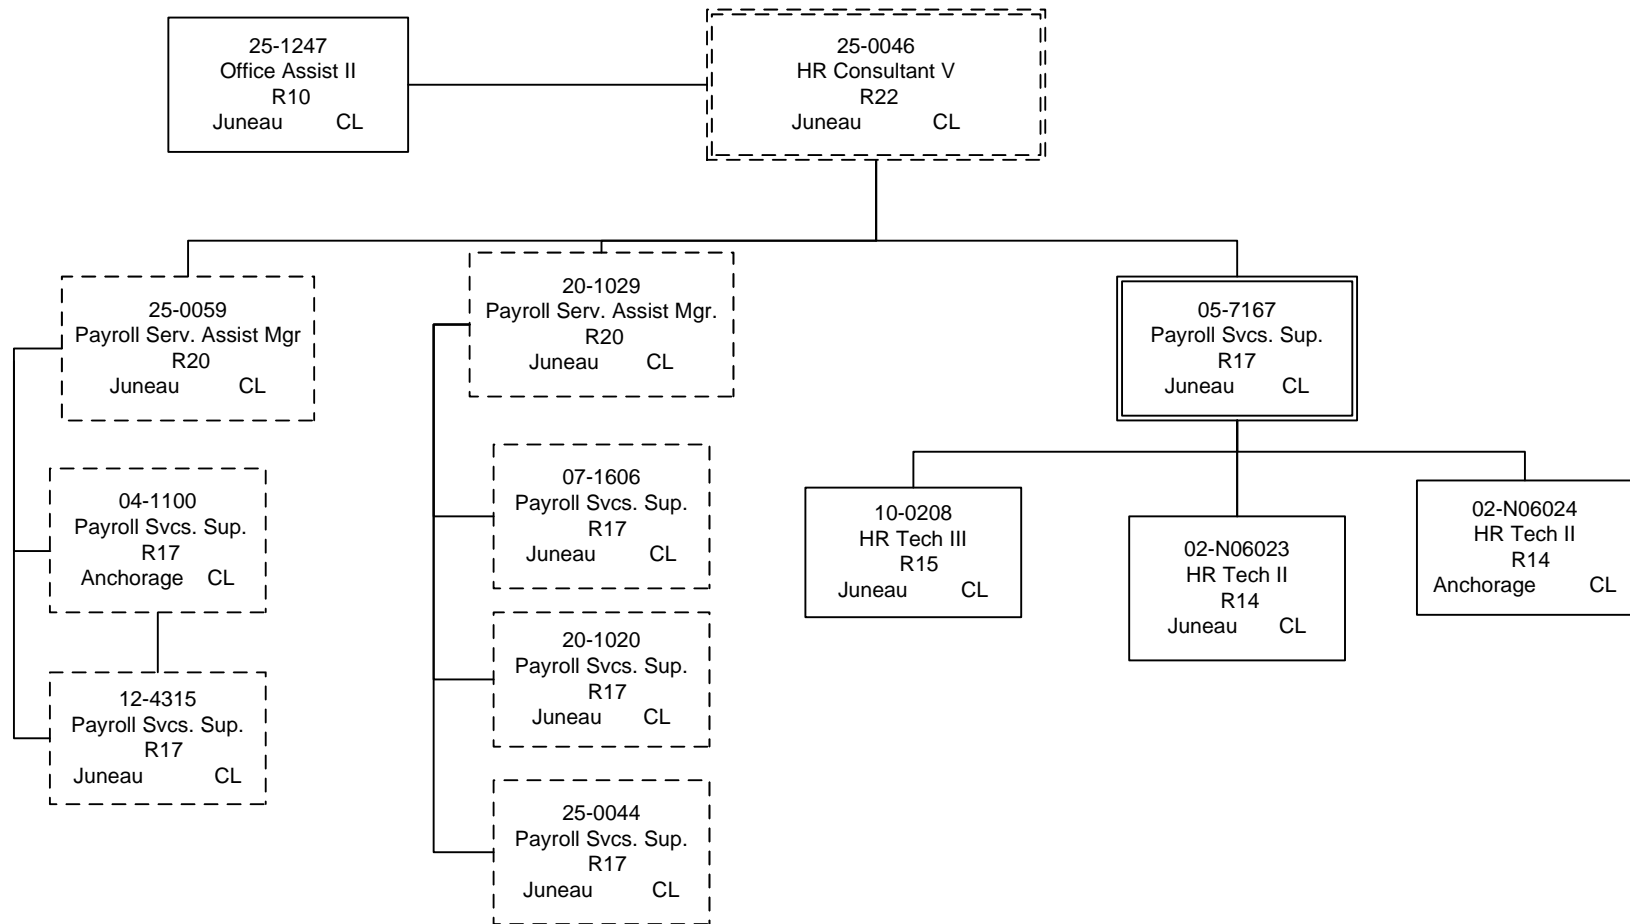 25-1247
Office Assist II
R10
Juneau CL
25-0046
HR Consultant V
R22
Juneau CL
25-0059
Payroll Serv. Assist Mgr
R20
Juneau CL
20-1029
Payroll Serv. Assist Mgr.
R20
Juneau CL
05-7167
Payroll Svcs. Sup.
R17
Juneau CL
04-1100
Payroll Svcs. Sup.
R17
Anchorage CL
12-4315
Payroll Svcs. Sup.
R17
Juneau CL
07-1606
Payroll Svcs. Sup.
R17
Juneau CL
20-1020
Payroll Svcs. Sup.
R17
Juneau CL
25-0044
Payroll Svcs. Sup.
R17
Juneau CL
10-0208
HR Tech III
R15
Juneau CL
02-N06023
HR Tech II
R14
Juneau CL
02-N06024
HR Tech II
R14
Anchorage CL